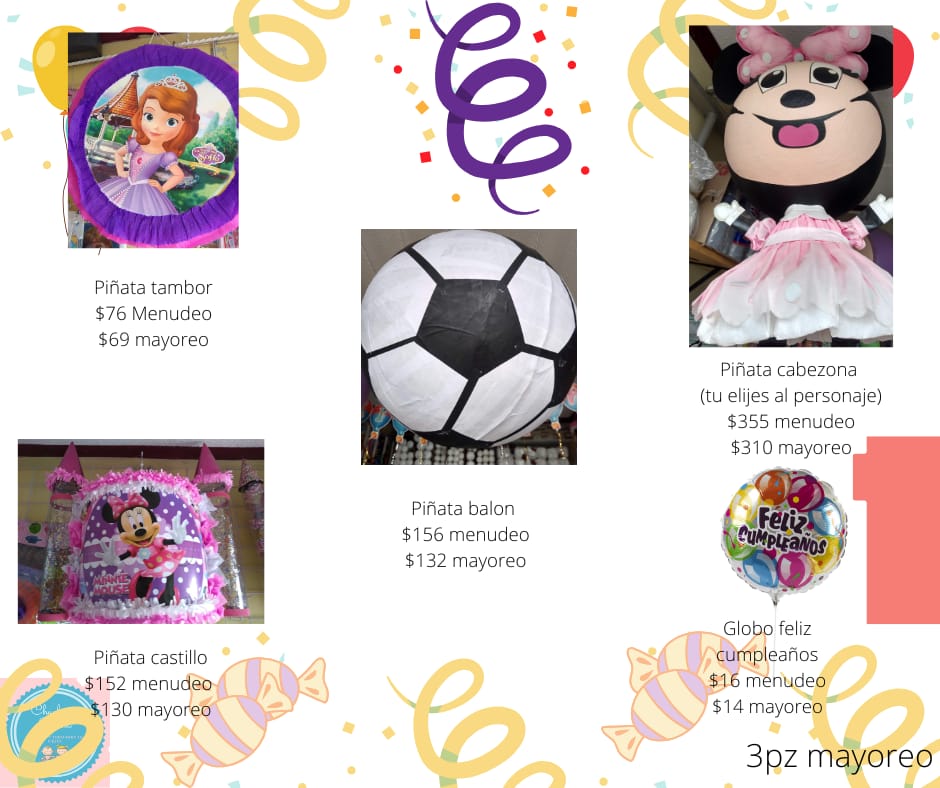 Sofia
Piñata tambor
$76 Menudeo
$69 mayoreo
Piñata cabezona
(tu elijes al personaje)
$355 menudeo
$310 mayoreo
Piñata balon
$156 menudeo
$132 mayoreo
MINNIE
MOUSE
Piñata castillo
$152 menudeo
$130 mayoreo
FELIZ
CUMPLEAÑOS
Globo feliz
cumpleaños
$16 menudeo
$14 mayoreo
3pz mayoreo